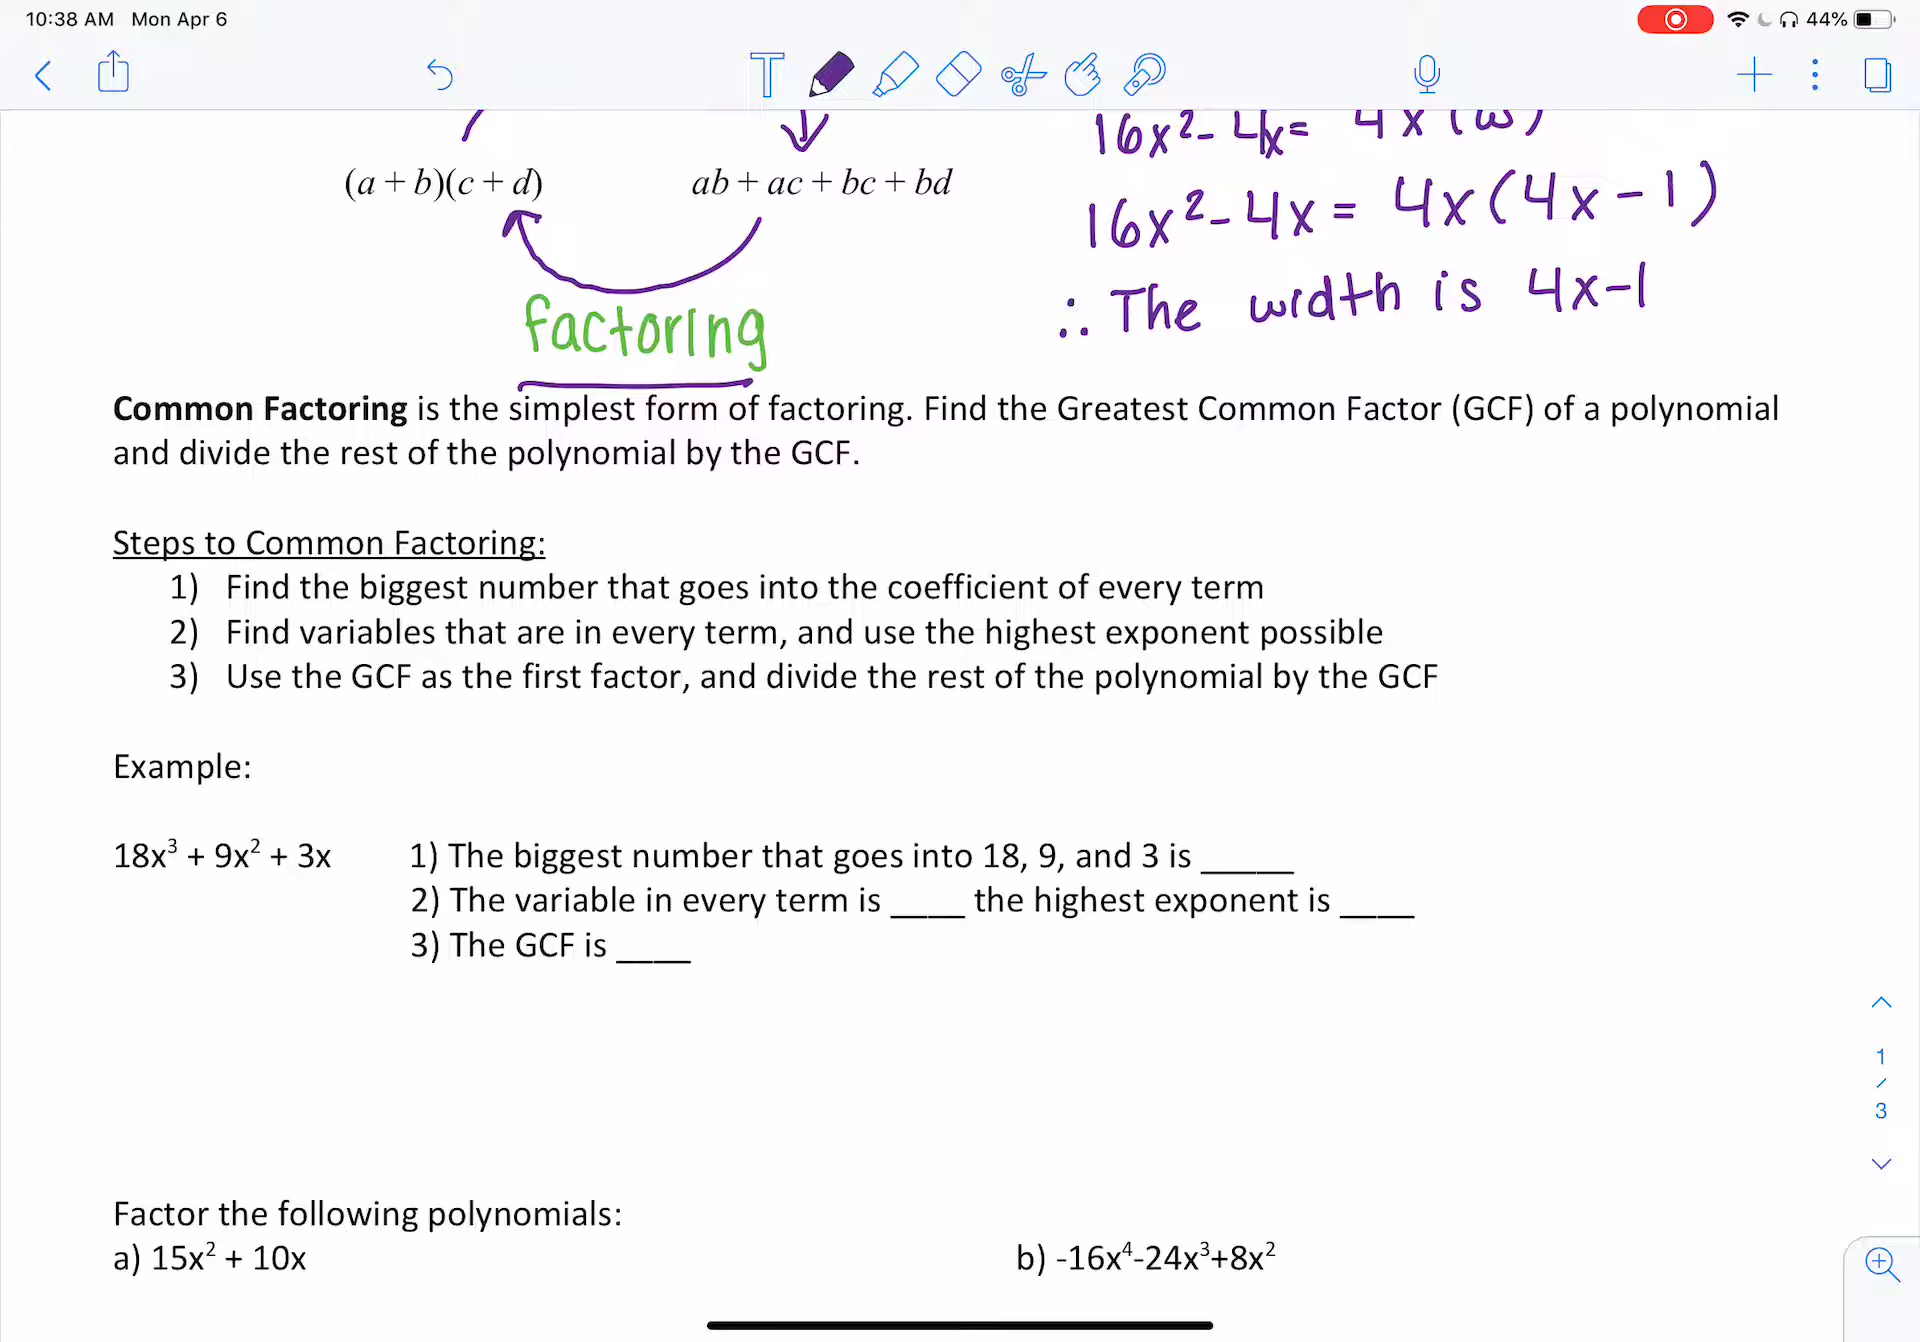 10:38 AM Mon Apr 6
44%
16x²- 4x= 4x(w)
(a + b)(c + d) ab + ac + bc + bd
16x²-4x= 4x(4x-1)
∴ The width is 4x-1
factoring
Common Factoring is the simplest form of factoring. Find the Greatest Common Factor (GCF) of a polynomial
and divide the rest of the polynomial by the GCF.
Steps to Common Factoring:
1) Find the biggest number that goes into the coefficient of every term
2) Find variables that are in every term, and use the highest exponent possible
3) Use the GCF as the first factor, and divide the rest of the polynomial by the GCF
Example:
18x³ + 9x² + 3x 1) The biggest number that goes into 18, 9, and 3 is _____
2) The variable in every term is ____ the highest exponent is ____
3) The GCF is ____
1
/
3
Factor the following polynomials:
a) 15x² + 10x b) -16x⁴-24x³+8x²